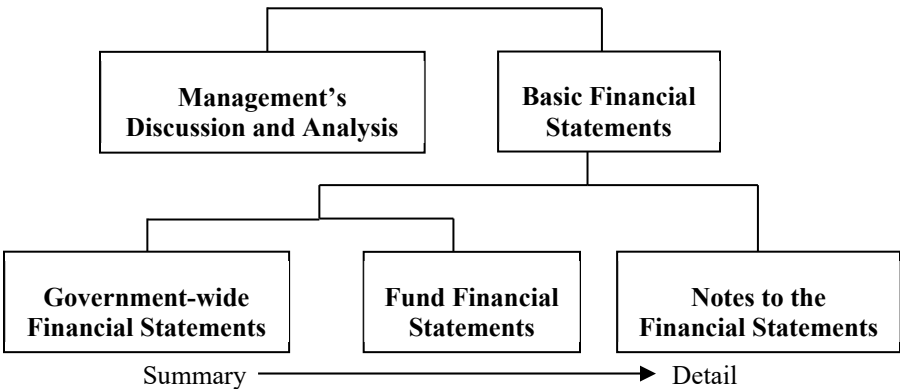 Management’s
Discussion and Analysis
Basic Financial
Statements
Government-wide
Financial Statements
Fund Financial
Statements
Notes to the
Financial Statements
Summary
Detail